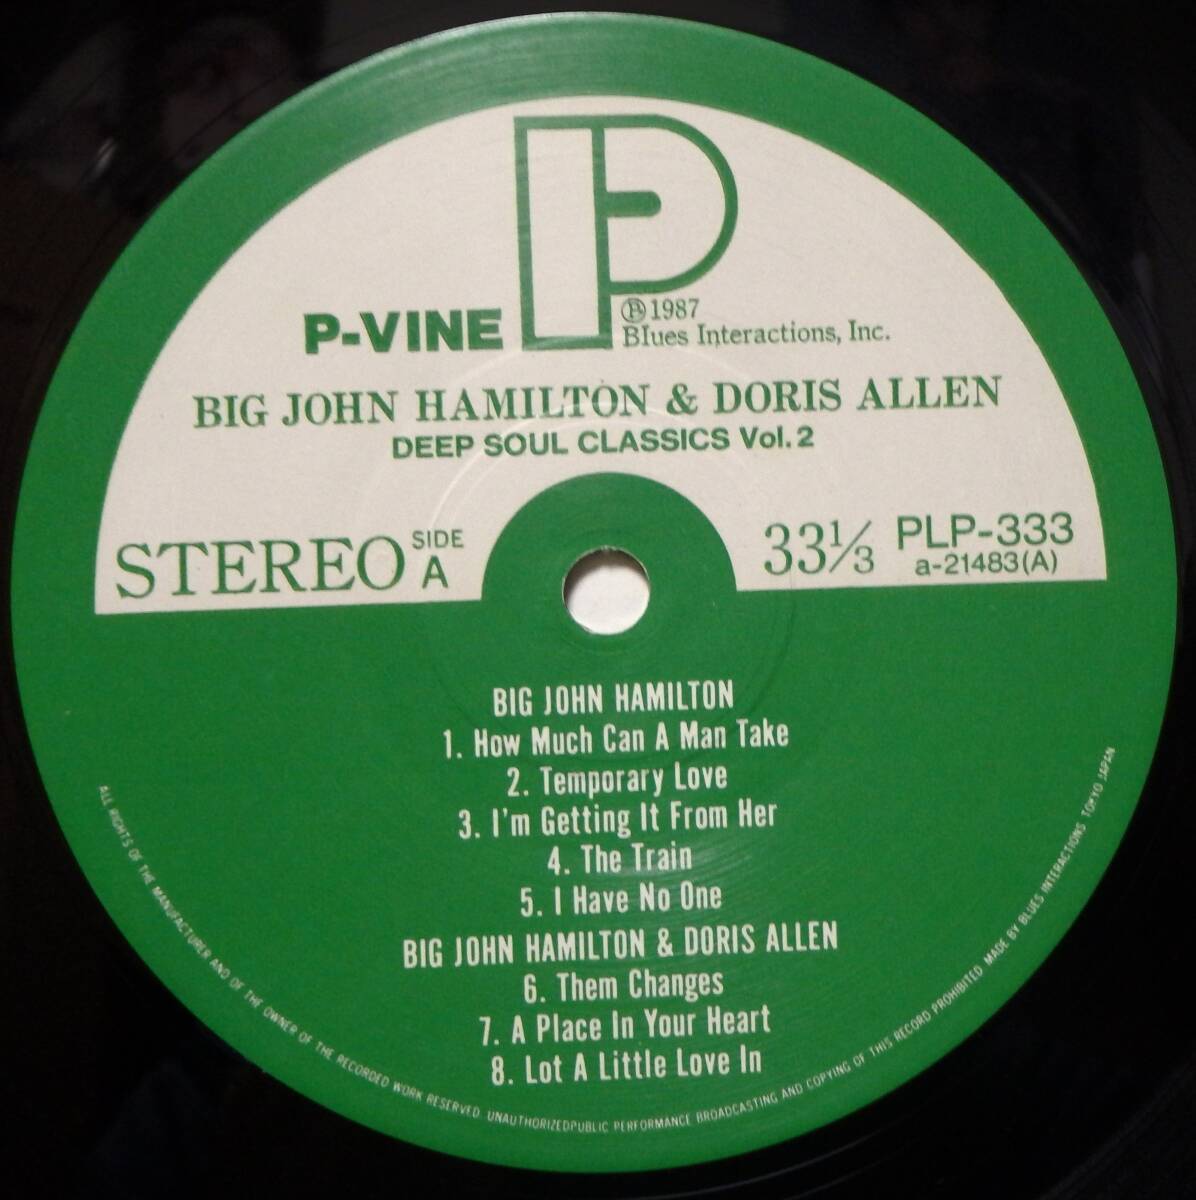 P-VINE
Ⓟ1987
Blues Interactions, Inc.
BIG JOHN HAMILTON & DORIS ALLEN
DEEP SOUL CLASSICS Vol. 2
STEREO SIDE A
33⅓ PLP-333
a-21483(A)
BIG JOHN HAMILTON
1. How Much Can A Man Take
2. Temporary Love
3. I'm Getting It From Her
4. The Train
5. I Have No One
BIG JOHN HAMILTON & DORIS ALLEN
6. Them Changes
7. A Place In Your Heart
8. Lot A Little Love In
ALL RIGHTS OF THE MANUFACTURER AND OF THE OWNER OF THE RECORDED WORK RESERVED. UNAUTHORIZEDPUBLIC PERFORMANCE BROADCASTING AND COPYING OF THIS RECORD PROHIBITED MADE BY BLUES INTERACTIONS TOKYO JAPAN